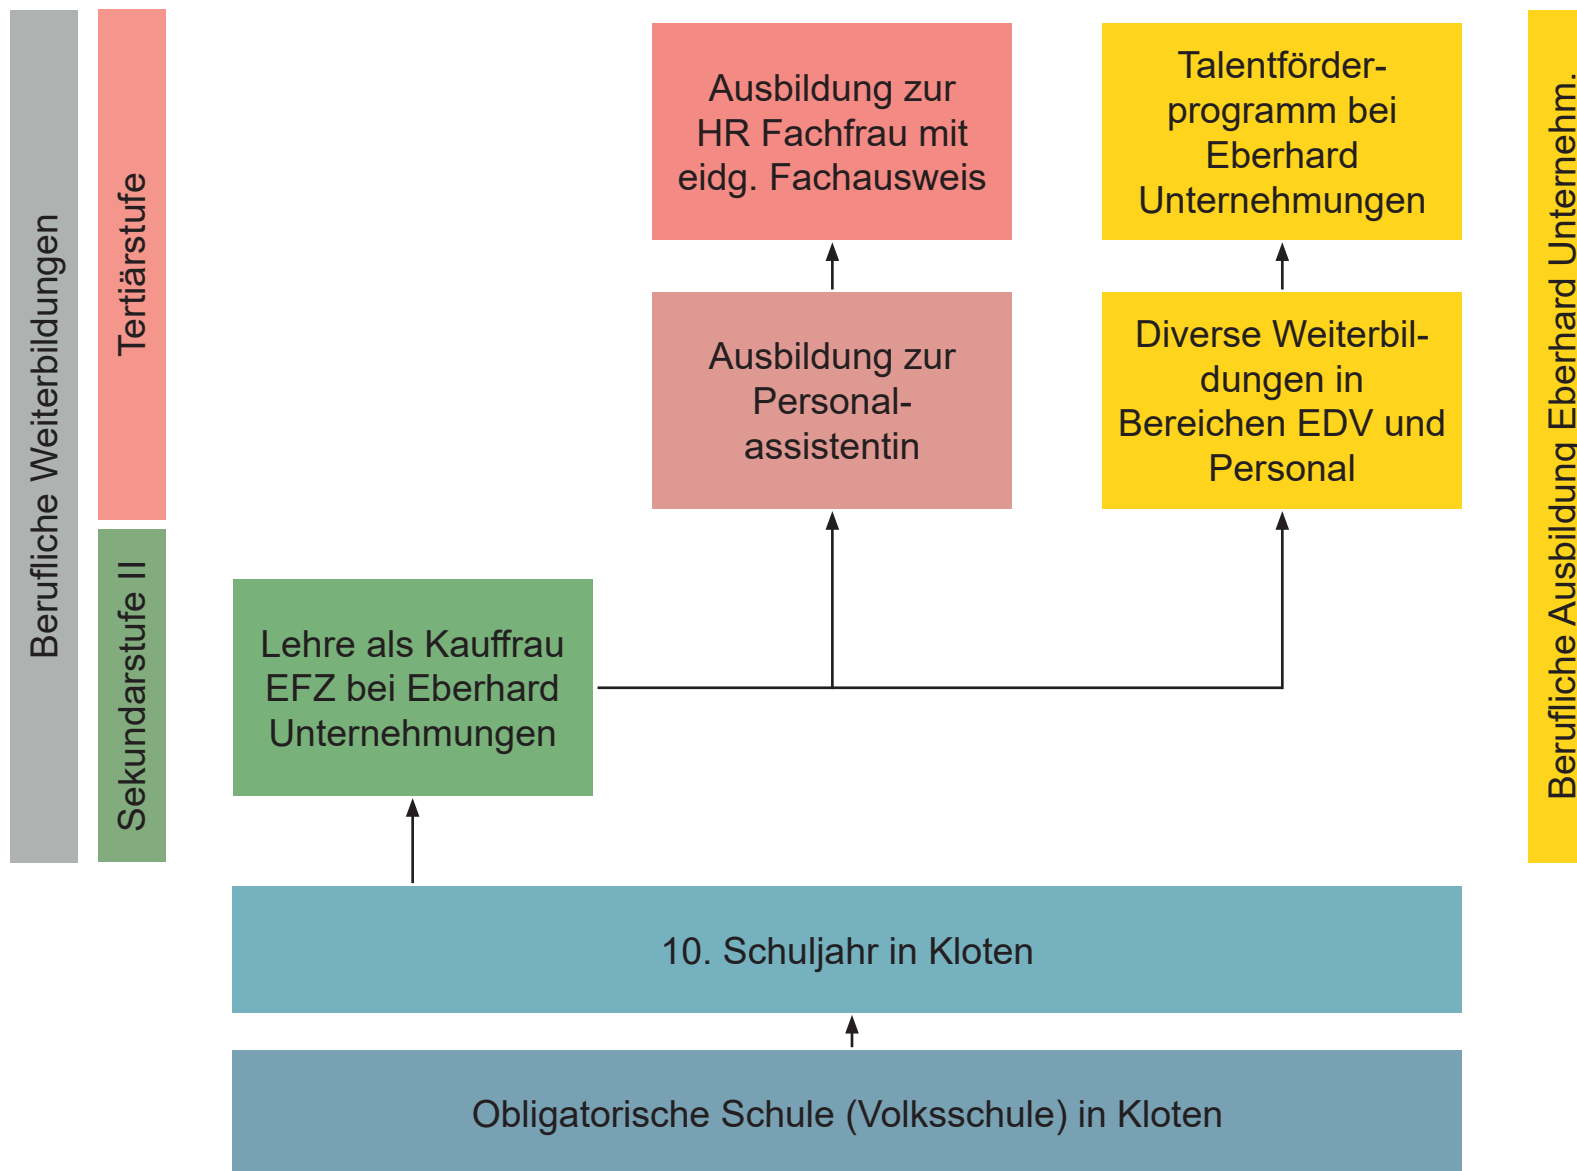 Berufliche Weiterbildungen
Tertiärstufe
Sekundarstufe II
Ausbildung zur
HR Fachfrau mit
eidg. Fachausweis
Talentförder-
programm bei
Eberhard
Unternehmungen
Ausbildung zur
Personal-
assistentin
Diverse Weiterbil-
dungen in
Bereichen EDV und
Personal
Lehre als Kauffrau
EFZ bei Eberhard
Unternehmungen
10. Schuljahr in Kloten
Obligatorische Schule (Volksschule) in Kloten
Berufliche Ausbildung Eberhard Unternehm.